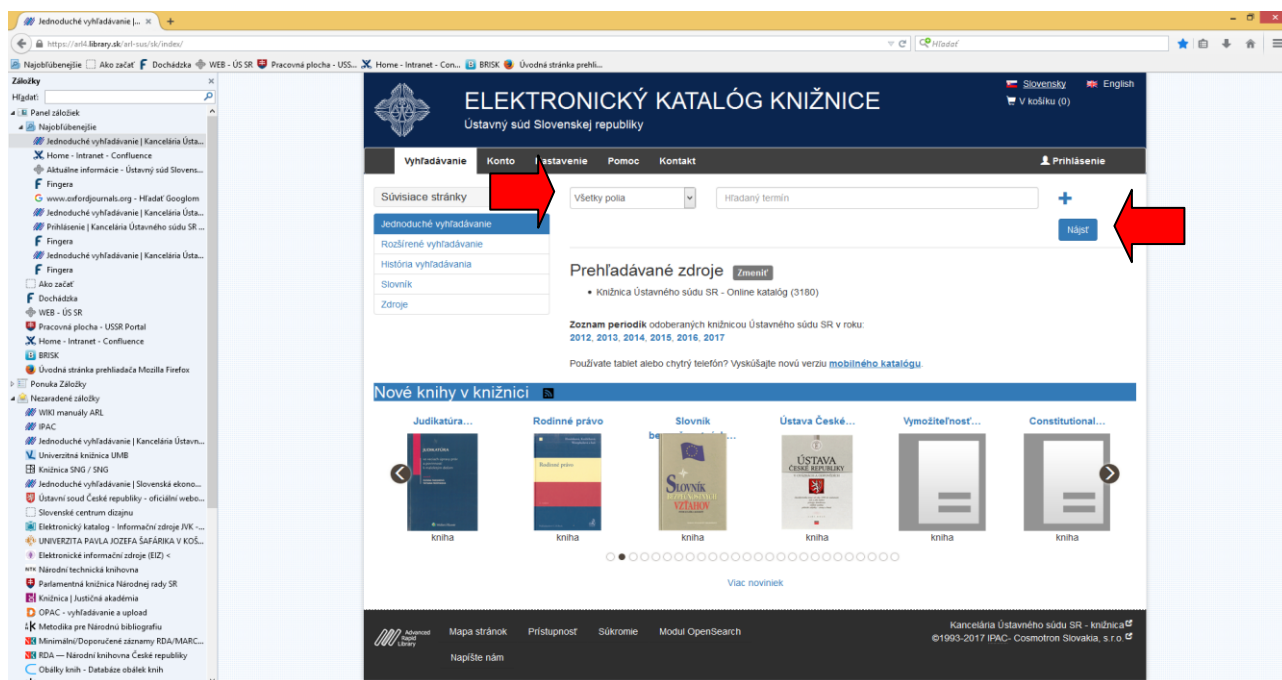 Jednoduché vyhľadávanie |...
https://arl4.library.sk/arl-sus/sk/index/
Hľadať
Najobľúbenejšie Ako začať Dochádzka WEB - ÚS SR Pracovná plocha - USS... Home - Intranet - Con... BRISK Úvodná stránka prehli...
Záložky
Hľadať:
Panel záložiek
Najobľúbenejšie
Jednoduché vyhľadávanie | Kancelária Ústa...
Home - Intranet - Confluence
Aktuálne informácie - Ústavný súd Slovens...
Fingera
www.oxfordjournals.org - Hľadať Googlom
Jednoduché vyhľadávanie | Kancelária Ústa...
Prihlásenie | Kancelária Ústavného súdu SR ...
Fingera
Jednoduché vyhľadávanie | Kancelária Ústa...
Fingera
Ako začať
Dochádzka
WEB - ÚS SR
Pracovná plocha - USSR Portal
Home - Intranet - Confluence
BRISK
Úvodná stránka prehliadača Mozilla Firefox
Ponuka Záložky
Nezaradené záložky
WIKI manuály ARL
IPAC
Jednoduché vyhľadávanie | Kancelária Ústavn...
Univerzitná knižnica UMB
Knižnica SNG / SNG
Jednoduché vyhľadávanie | Slovenská ekono...
Ústavní soud České republiky - oficiální webo...
Slovenské centrum dizajnu
Elektronický katalog - Informační zdroje JVK -...
UNIVERZITA PAVLA JOZEFA ŠAFÁRIKA V KOŠ...
Elektronické informační zdroje (EIZ) <
NTK Národní technická knihovna
Parlamentná knižnica Národnej rady SR
Knižnica | Justičná akadémia
OPAC - vyhľadávanie a upload
Metodika pre Národnú bibliografiu
Minimální/Doporučené záznamy RDA/MARC...
RDA — Národní knihovna České republiky
Obálky knih - Databáze obálek knih
ELEKTRONICKÝ KATALÓG KNIŽNICE
Ústavný súd Slovenskej republiky
Slovensky English
V košíku (0)
Vyhľadávanie Konto Nastavenie Pomoc Kontakt Prihlásenie
Súvisiace stránky
Jednoduché vyhľadávanie
Rozšírené vyhľadávanie
História vyhľadávania
Slovník
Zdroje
Všetky polia Hľadaný termín
Nájsť
Prehľadávané zdroje Zmeniť
• Knižnica Ústavného súdu SR - Online katalóg (3180)
Zoznam periodík odoberaných knižnicou Ústavného súdu SR v roku:
2012, 2013, 2014, 2015, 2016, 2017
Používate tablet alebo chytrý telefón? Vyskúšajte novú verziu mobilného katalógu.
Nové knihy v knižnici
Judikatúra... Rodinné právo Slovník Ústava České... Vymožiteľnosť... Constitutional...
JUDIKATÚRA
Rodinné právo
SLOVNÍK
BEZPEČNOSTNÝCH
VZŤAHOV
ÚSTAVA
ČESKÉ REPUBLIKY
kniha kniha kniha kniha kniha kniha
Viac noviniek
Advanced Rapid Library
Mapa stránok Prístupnosť Súkromie Modul OpenSearch
Napíšte nám
Kancelária Ústavného súdu SR - knižnica
©1993-2017 IPAC- Cosmotron Slovakia, s.r.o.